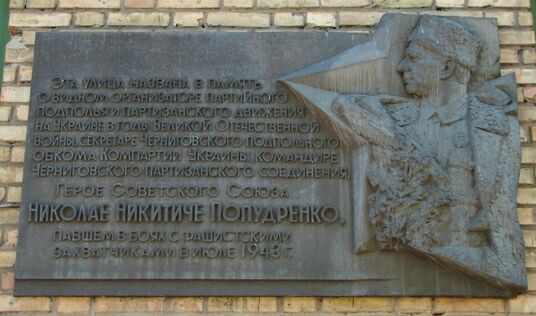 Эта улица названа в память
о видном организаторе партийного
подполья и партизанского движения
на Украине в годы Великой Отечественной
войны, секретаре Черниговского подпольного
обкома Компартии Украины, командире
Черниговского партизанского соединения,
Герое Советского Союза
Николае Никитиче Попудренко,
павшем в боях с фашистскими
захватчиками в июле 1943 г.